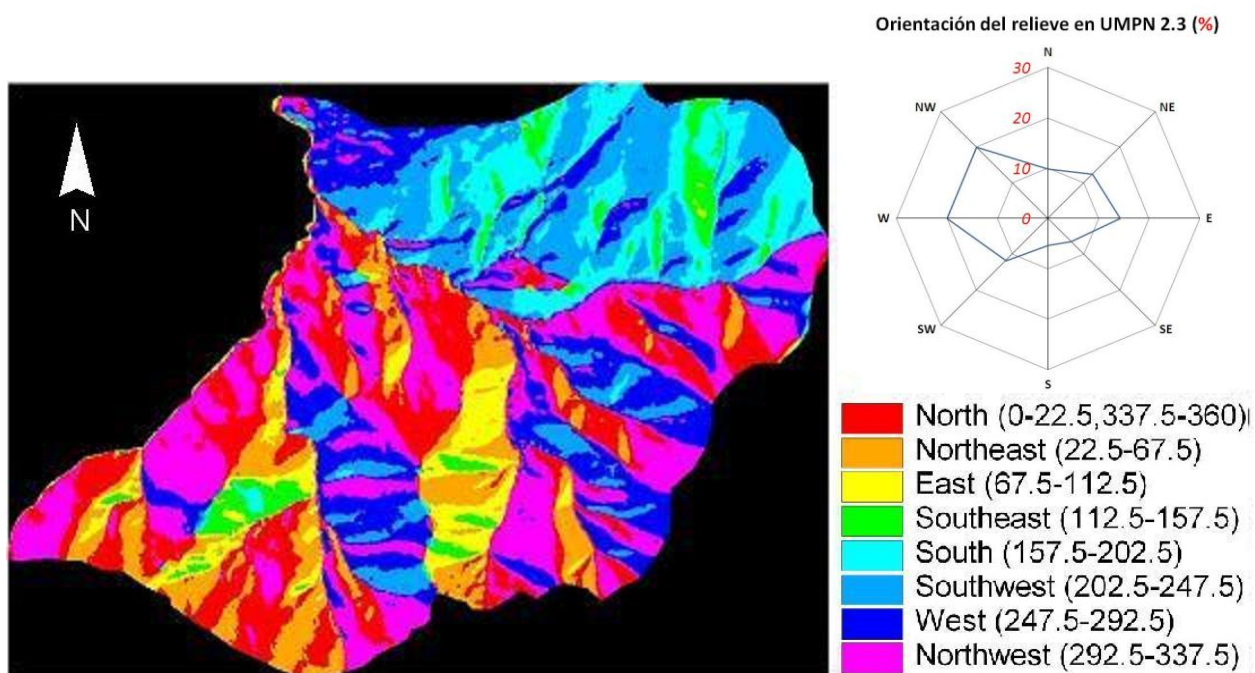 Orientación del relieve en UMPN 2.3 (%)
N
30
NW
NE
20
10
W
0
E
SW
SE
S
N
North (0-22.5,337.5-360)
Northeast (22.5-67.5)
East (67.5-112.5)
Southeast (112.5-157.5)
South (157.5-202.5)
Southwest (202.5-247.5)
West (247.5-292.5)
Northwest (292.5-337.5)